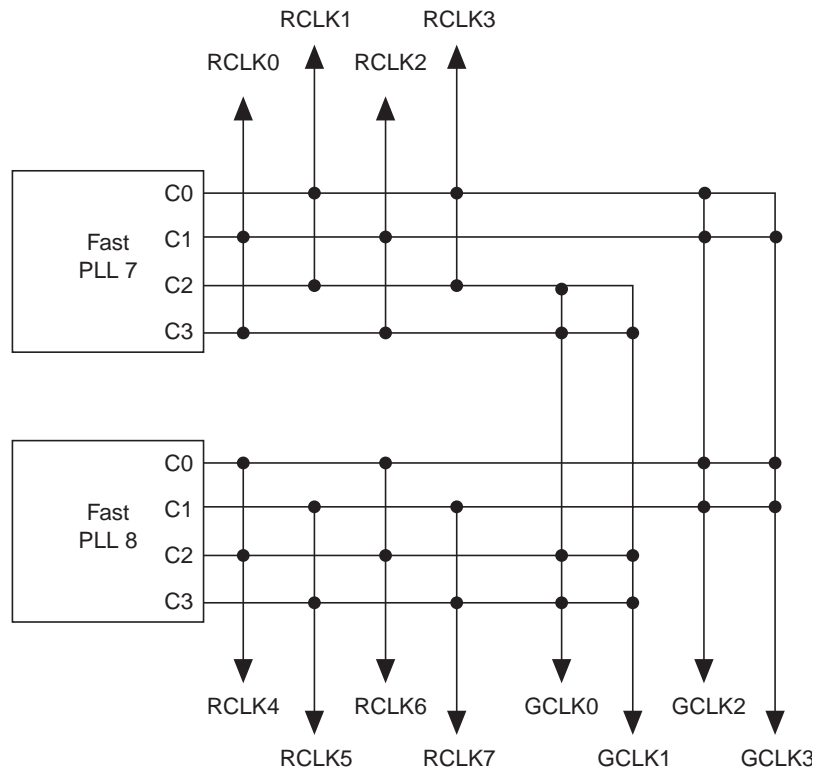 RCLK1
RCLK3
RCLK0
RCLK2
C0
Fast
PLL 7
C1
C2
C3
C0
Fast
PLL 8
C1
C2
C3
RCLK4
RCLK6
GCLK0
GCLK2
RCLK5
RCLK7
GCLK1
GCLK3